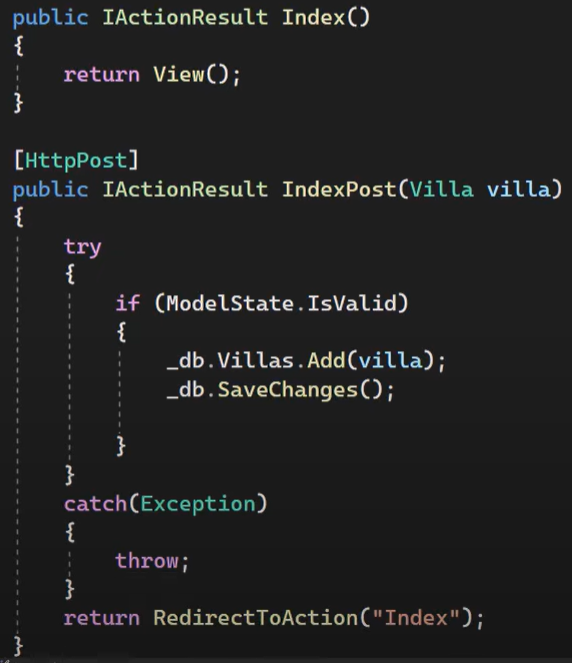 public IActionResult Index()
{
return View();
}
[HttpPost]
public IActionResult IndexPost(Villa villa)
{
try
{
if (ModelState.IsValid)
{
_db.Villas.Add(villa);
_db.SaveChanges();
}
}
catch(Exception)
{
throw;
}
return RedirectToAction("Index");
}